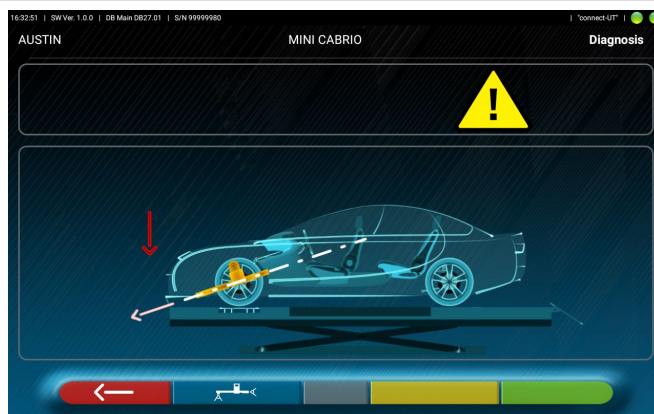 16:32:51 | SW Ver. 1.0.0 | DB Main DB27.01 | S/N 99999980 | "connect-UT" |
AUSTIN MINI CABRIO Diagnosis